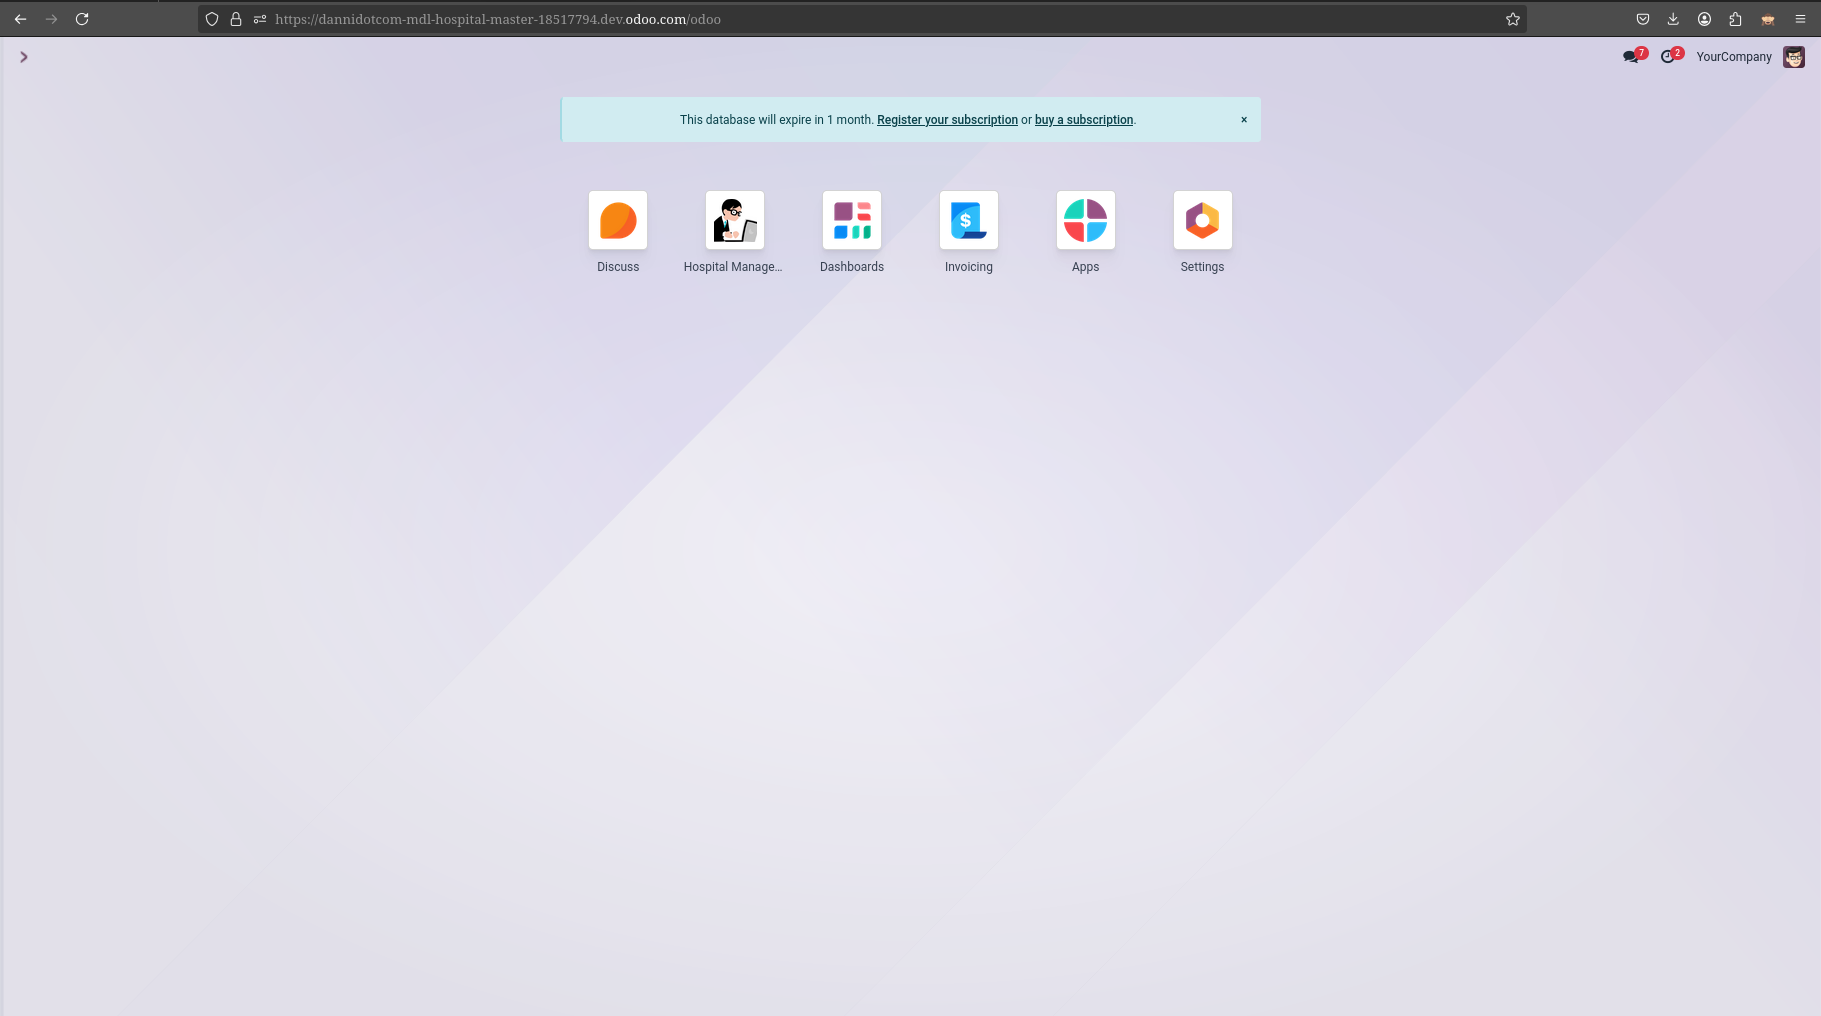 https://dannidotcom-mdl-hospital-master-18517794.dev.odoo.com/odoo
7
2
YourCompany
This database will expire in 1 month. Register your subscription or buy a subscription.
×
$
Discuss
Hospital Manage...
Dashboards
Invoicing
Apps
Settings